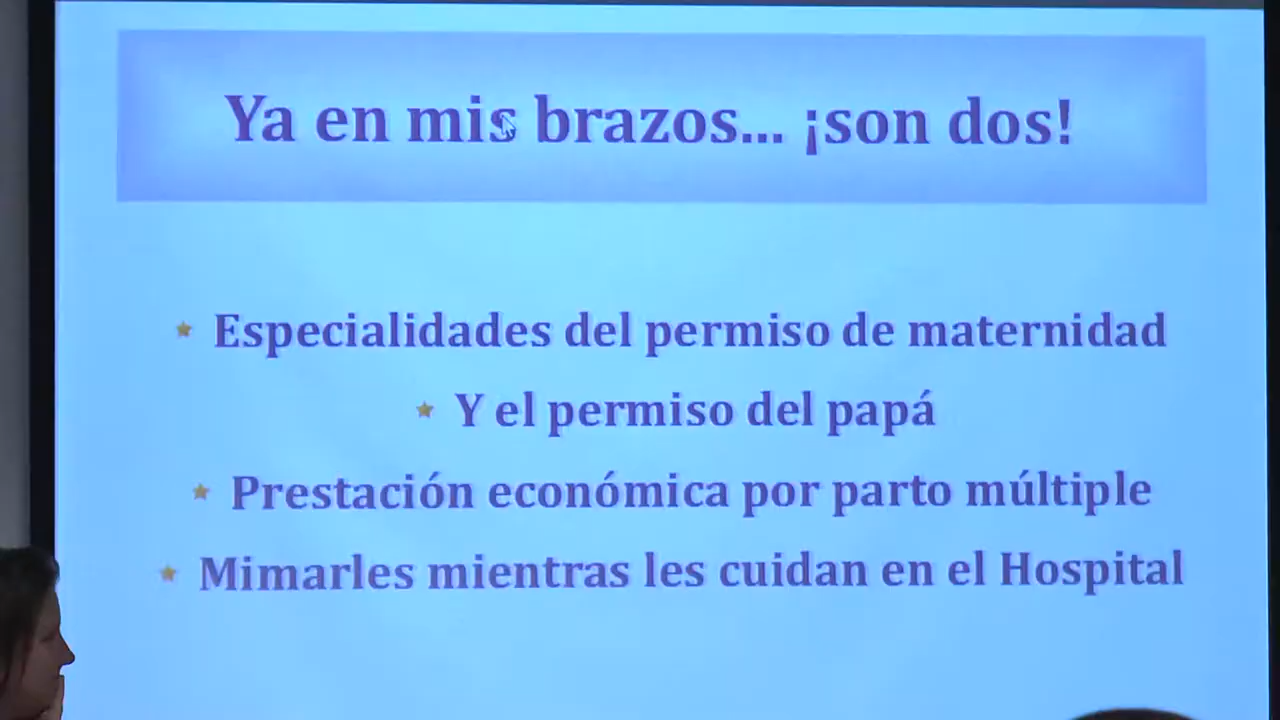 Ya en mis brazos... ¡son dos!
Especialidades del permiso de maternidad
Y el permiso del papá
Prestación económica por parto múltiple
Mimarles mientras les cuidan en el Hospital